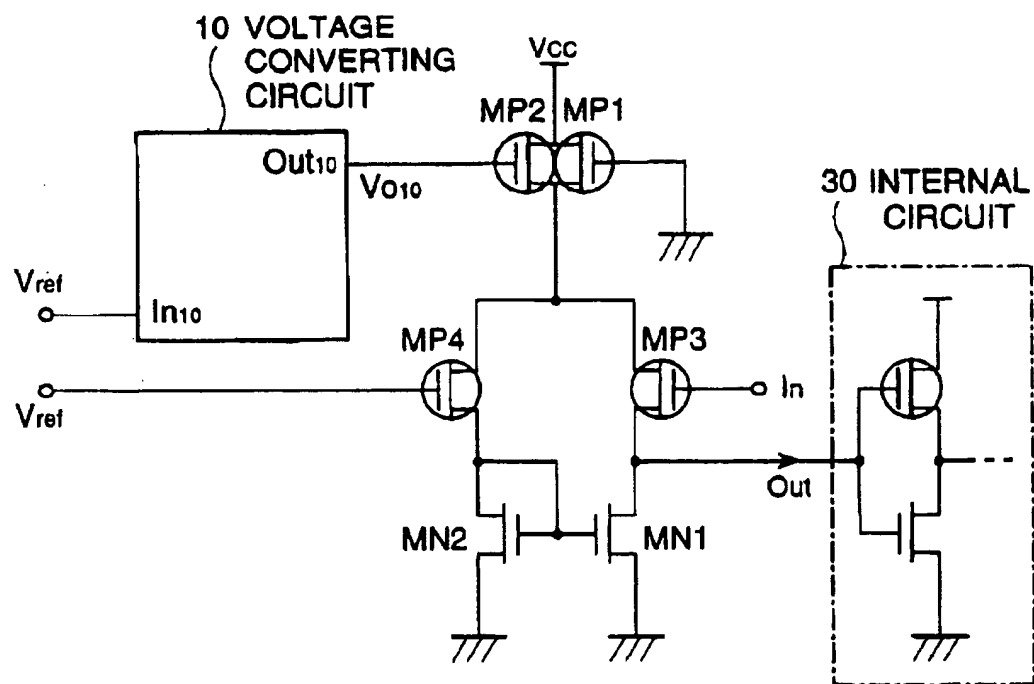 10 VOLTAGE
CONVERTING
CIRCUIT
Vcc
MP2 MP1
Out10
VO10
30 INTERNAL
CIRCUIT
Vref
In10
MP4
MP3
In
Vref
Out
MN2
MN1